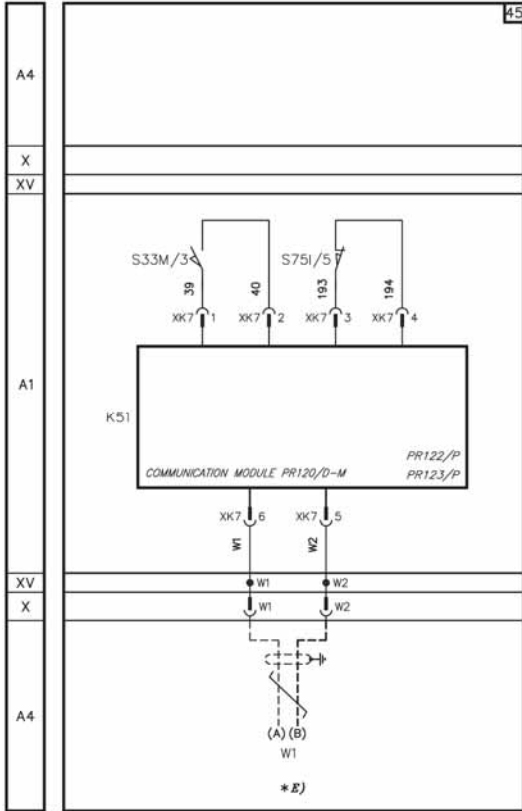 45
A4
X
XV
S33M/3 S75I/5
39 40 193 194
XK7 1 XK7 2 XK7 3 XK7 4
A1
K51
PR122/P
COMMUNICATION MODULE PR120/D-M PR123/P
XK7 6 XK7 5
W1 W2
XV W1 W2
X W1 W2
A4
(A) (B)
W1
*E)